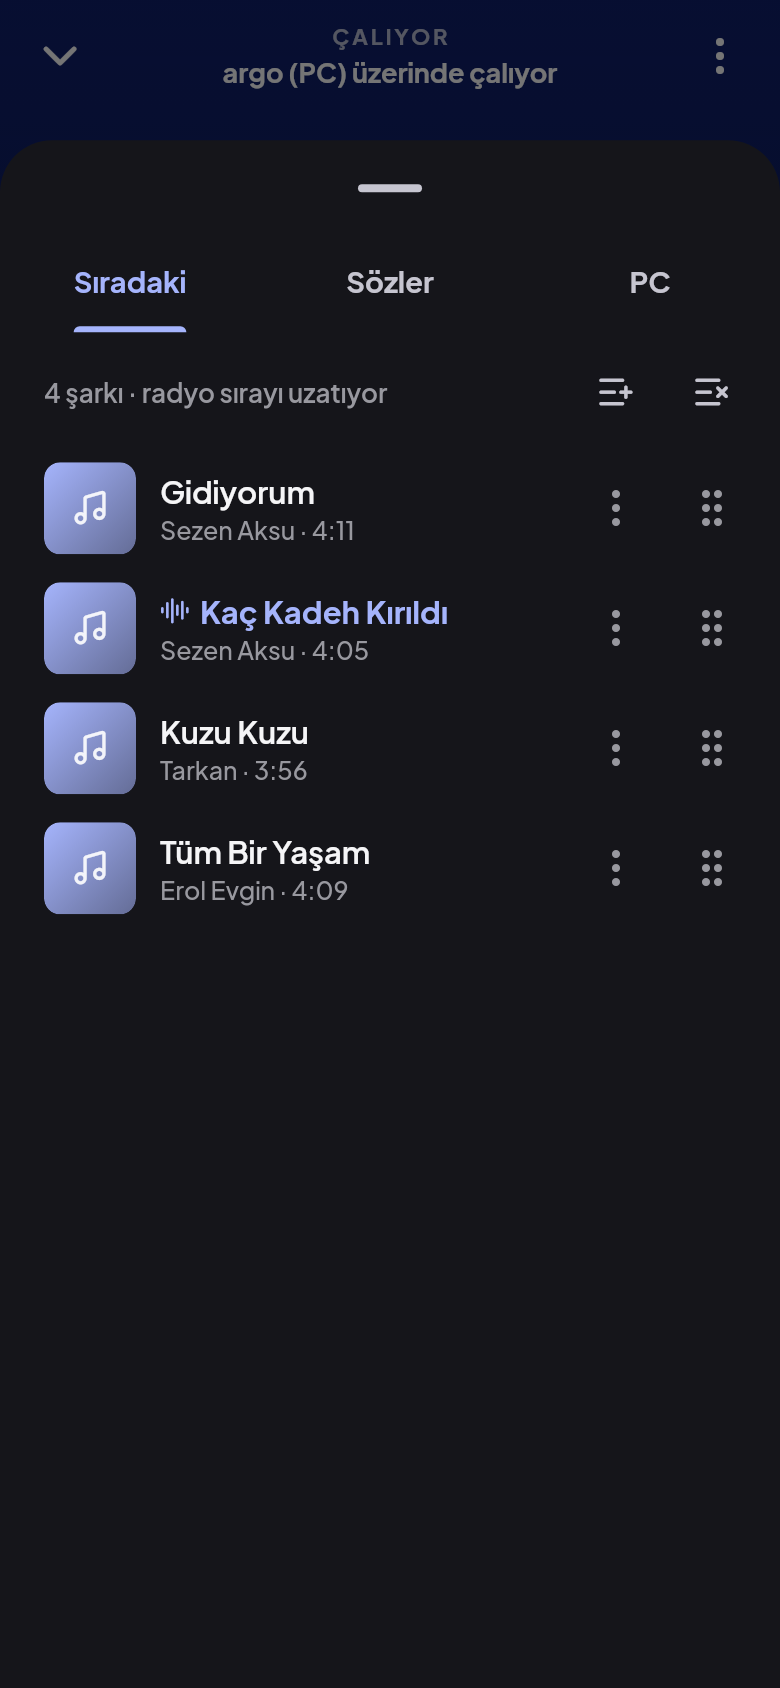 ÇALIYOR
argo (PC) üzerinde çalıyor
Sıradaki
Sözler
PC
4 şarkı · radyo sırayı uzatıyor
Gidiyorum
Sezen Aksu · 4:11
Kaç Kadeh Kırıldı
Sezen Aksu · 4:05
Kuzu Kuzu
Tarkan · 3:56
Tüm Bir Yaşam
Erol Evgin · 4:09